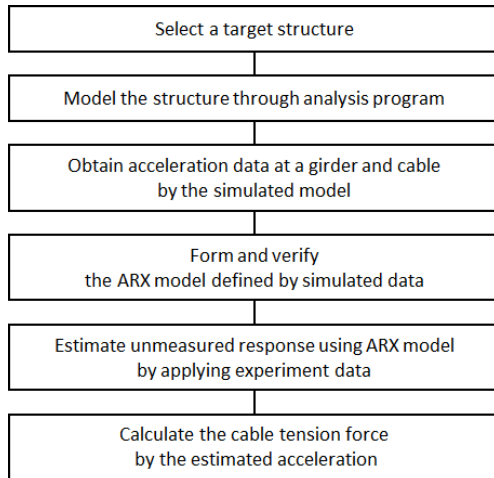 Select a target structure
Model the structure through analysis program
Obtain acceleration data at a girder and cable
by the simulated model
Form and verify
the ARX model defined by simulated data
Estimate unmeasured response using ARX model
by applying experiment data
Calculate the cable tension force
by the estimated acceleration